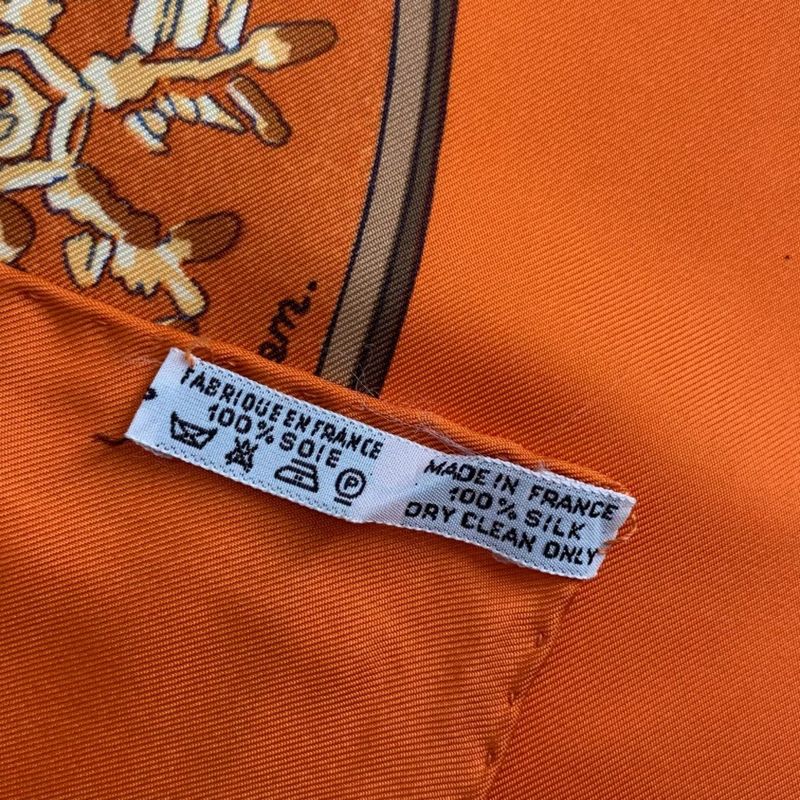 FABRIQUE EN FRANCE
100% SOIE
P
MADE IN FRANCE
100% SILK
DRY CLEAN ONLY